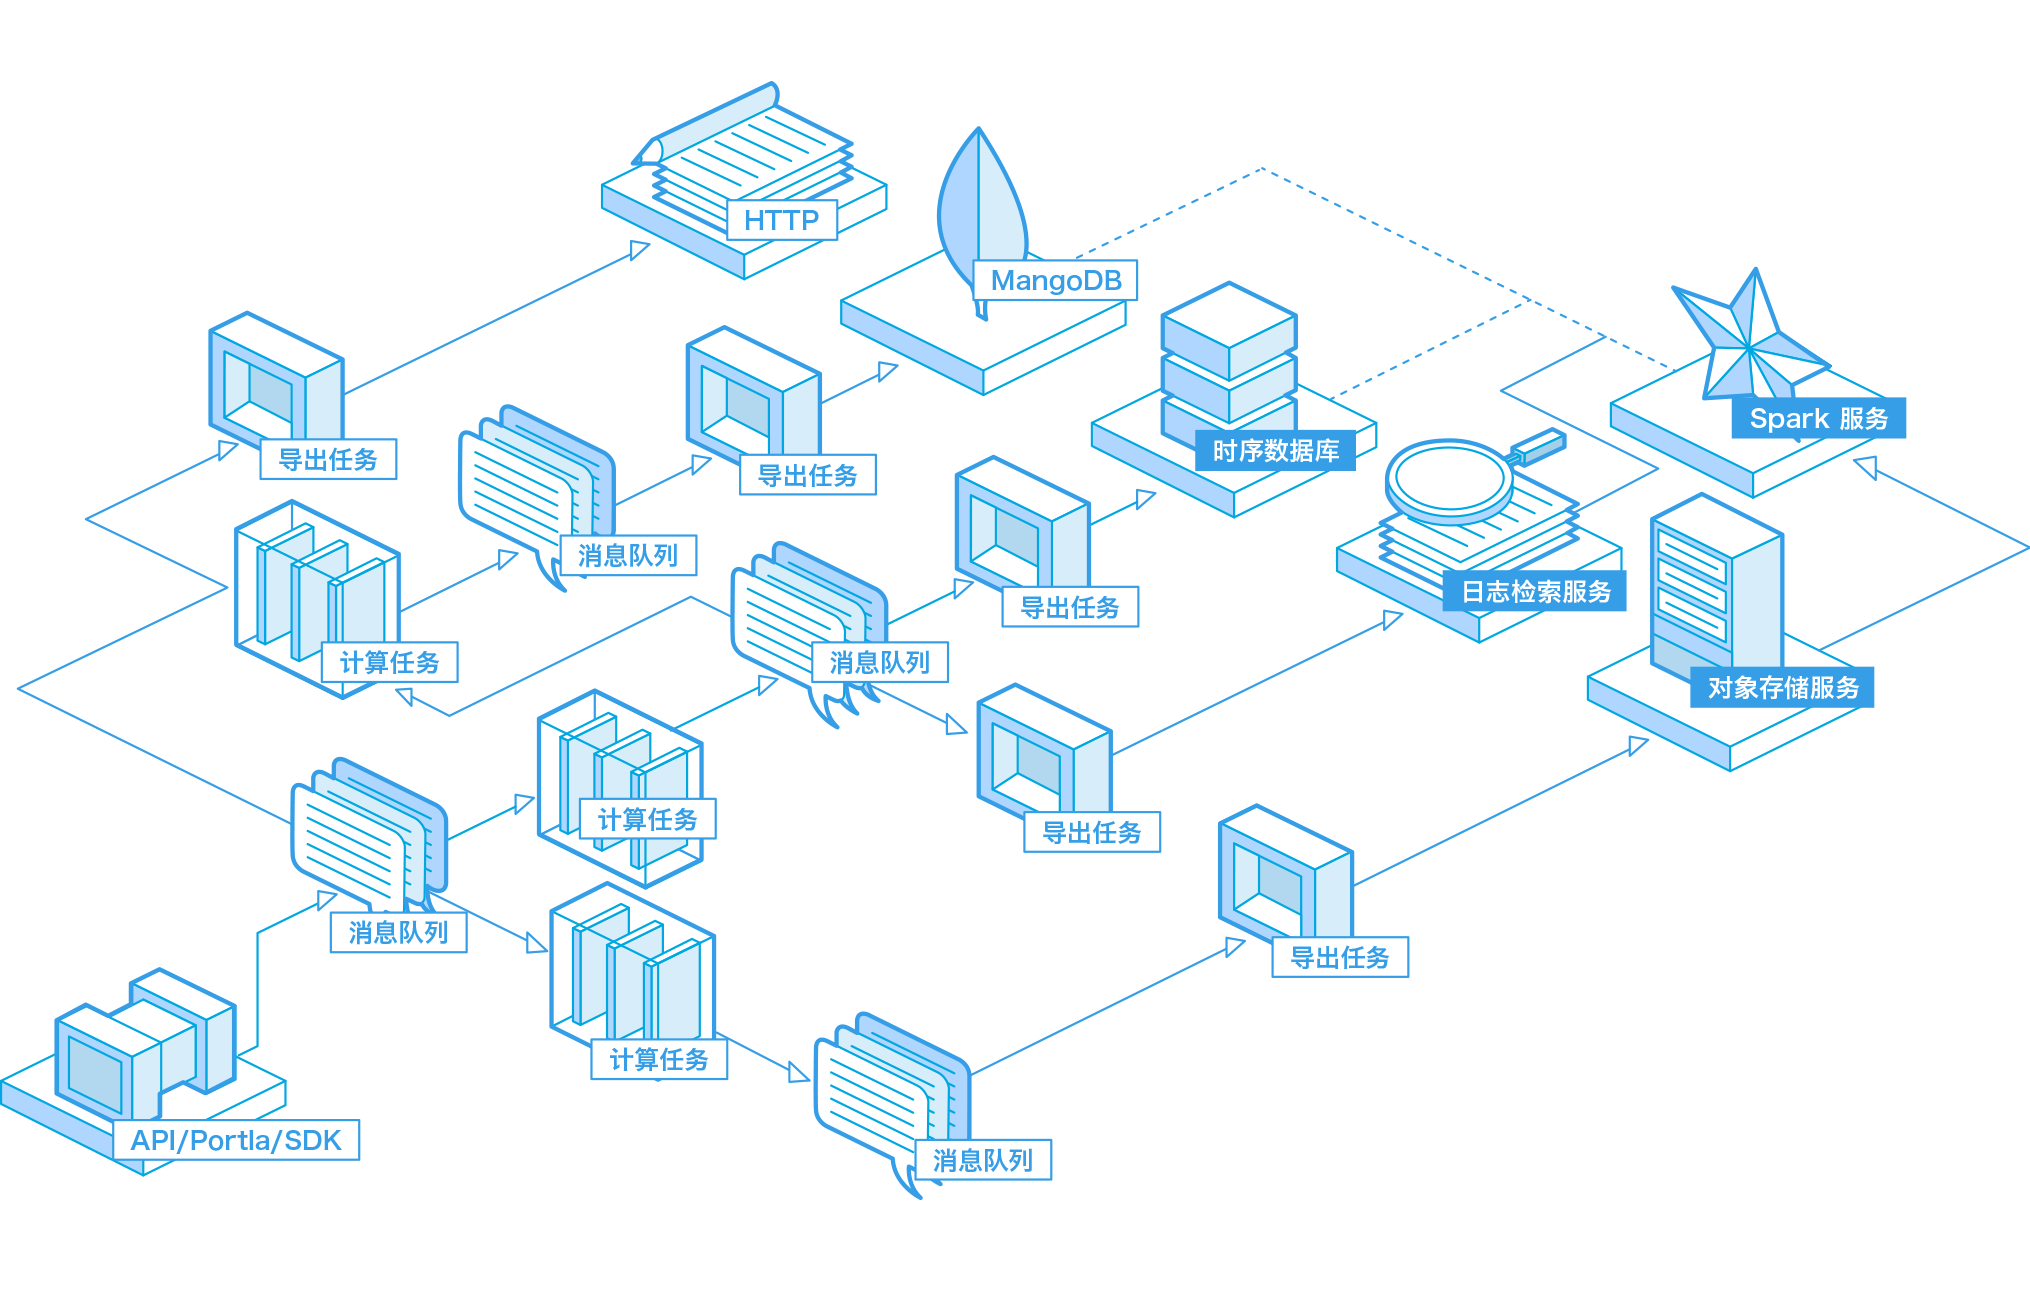 HTTP
MangoDB
Spark 服务
时序数据库
导出任务
导出任务
消息队列
日志检索服务
导出任务
计算任务
消息队列
对象存储服务
计算任务
导出任务
消息队列
导出任务
计算任务
API/Portla/SDK
消息队列